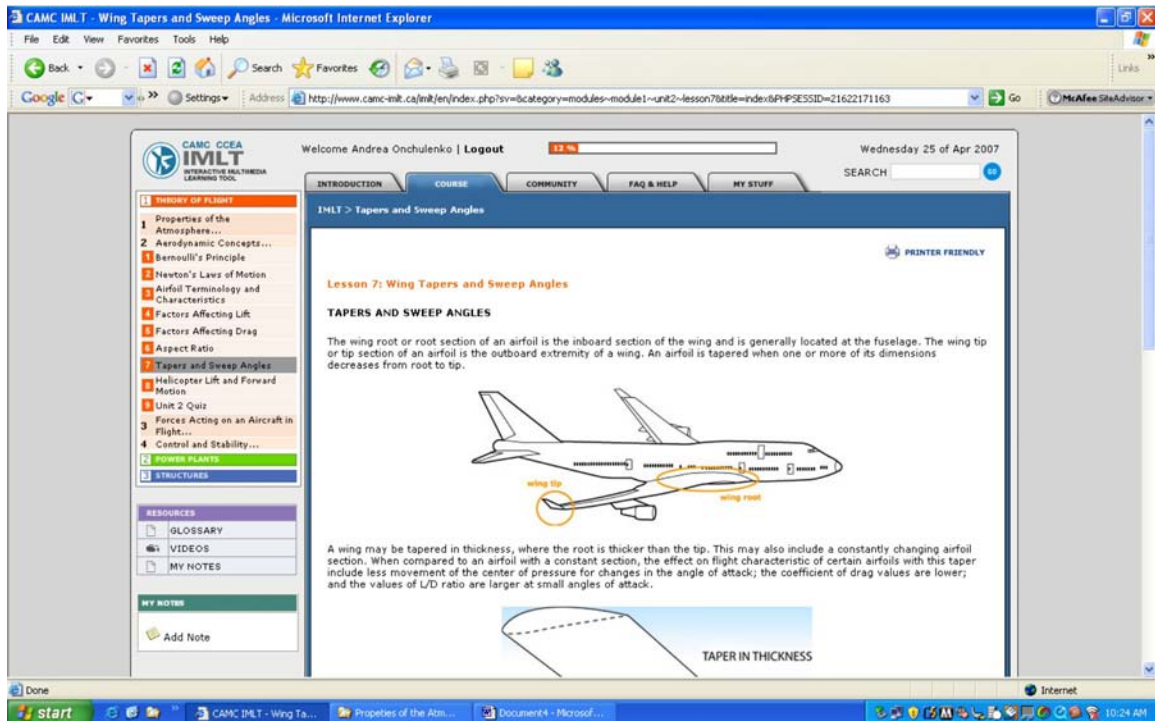 CAMC IMLT - Wing Tapers and Sweep Angles - Microsoft Internet Explorer
File Edit View Favorites Tools Help
Back Search Favorites Links
Google G Settings Address http://www.camc-imlt.ca/imlt/en/index.php?sv=&category=modules~module1~unit2~lesson7&title=index&PHPSESSID=21622171163 Go McAfee SiteAdvisor
CAMC CCEA
IMLT
INTERACTIVE MULTIMEDIA
LEARNING TOOL
Welcome Andrea Onchulenko | Logout 12 % Wednesday 25 of Apr 2007
SEARCH GO
INTRODUCTION COURSE COMMUNITY FAQ & HELP MY STUFF
1 THEORY OF FLIGHT
1 Properties of the
Atmosphere...
2 Aerodynamic Concepts...
1 Bernoulli's Principle
2 Newton's Laws of Motion
3 Airfoil Terminology and
Characteristics
4 Factors Affecting Lift
5 Factors Affecting Drag
6 Aspect Ratio
7 Tapers and Sweep Angles
8 Helicopter Lift and Forward
Motion
9 Unit 2 Quiz
3 Forces Acting on an Aircraft in
Flight...
4 Control and Stability...
2 POWER PLANTS
3 STRUCTURES
RESOURCES
GLOSSARY
VIDEOS
MY NOTES
MY NOTES
Add Note
IMLT > Tapers and Sweep Angles
PRINTER FRIENDLY
Lesson 7: Wing Tapers and Sweep Angles
TAPERS AND SWEEP ANGLES
The wing root or root section of an airfoil is the inboard section of the wing and is generally located at the fuselage. The wing tip
or tip section of an airfoil is the outboard extremity of a wing. An airfoil is tapered when one or more of its dimensions
decreases from root to tip.
wing tip
wing root
A wing may be tapered in thickness, where the root is thicker than the tip. This may also include a constantly changing airfoil
section. When compared to an airfoil with a constant section, the effect on flight characteristic of certain airfoils with this taper
include less movement of the center of pressure for changes in the angle of attack; the coefficient of drag values are lower;
and the values of L/D ratio are larger at small angles of attack.
TAPER IN THICKNESS
Done Internet
start CAMC IMLT - Wing Ta... Propeties of the Atm... Document4 - Microsof... 10:24 AM